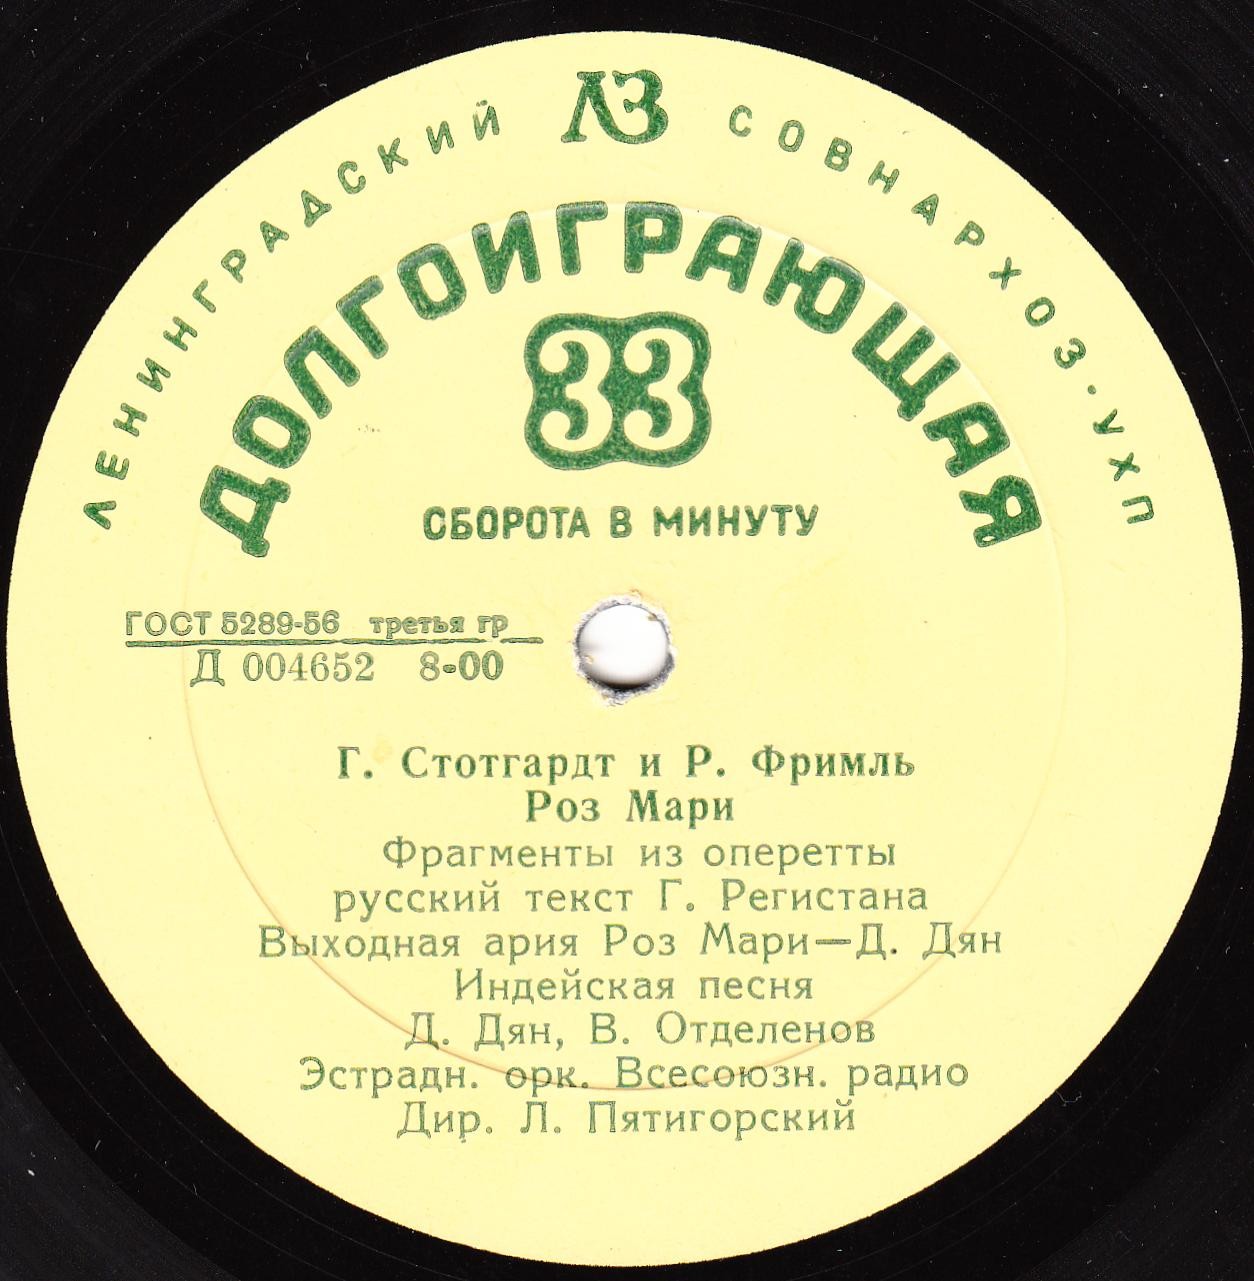 ЛЕНИНГРАДСКИЙ ЛЗ СОВНАРХОЗ · УХП
ДОЛГОИГРАЮЩАЯ
33
ОБОРОТА В МИНУТУ
ГОСТ 5289-56 третья гр
Д 004652 8-00
Г. Стотгардт и Р. Фримль
Роз Мари
Фрагменты из оперетты
русский текст Г. Регистана
Выходная ария Роз Мари—Д. Дян
Индейская песня
Д. Дян, В. Отделенов
Эстрадн. орк. Всесоюзн. радио
Дир. Л. Пятигорский